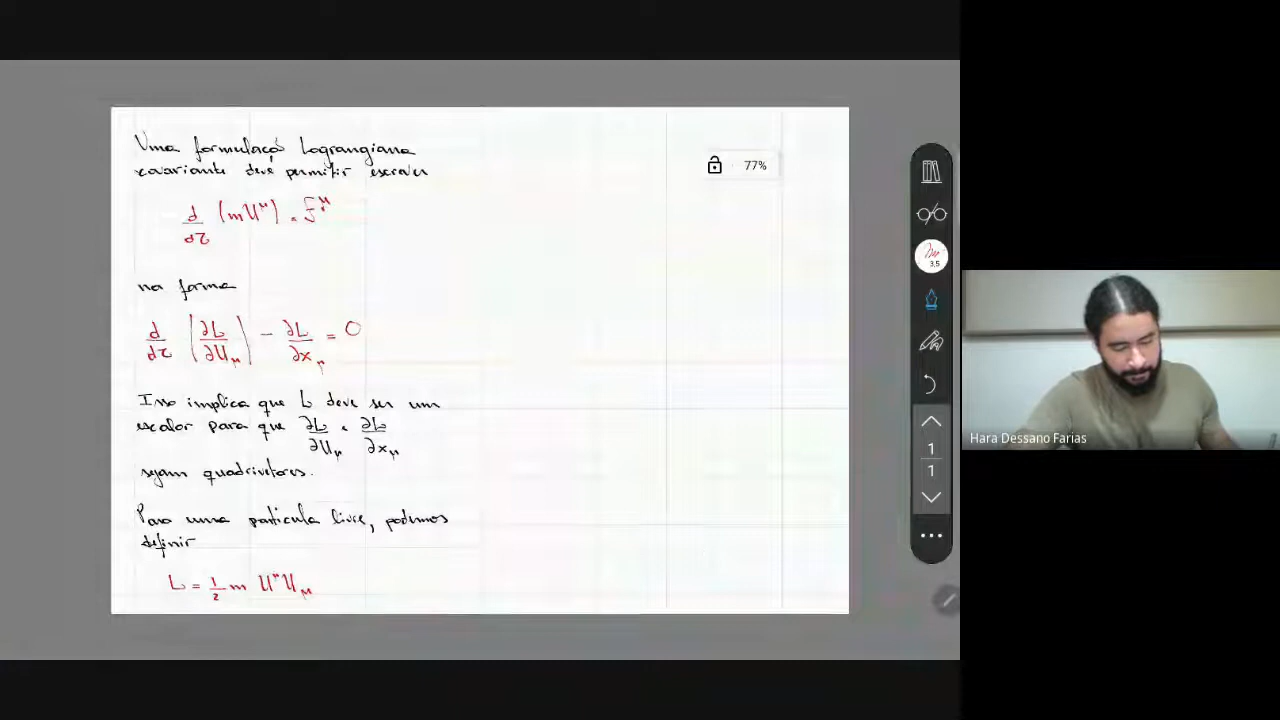 Uma formulação Lagrangiana
covariante deve permitir escrever
d/dτ (m U^μ) = F^μ
na forma
d/dτ (∂L/∂U_μ) − ∂L/∂x_μ = 0
Isso implica que L deve ser um
escalar para que ∂L/∂U_μ e ∂L/∂x_μ
sejam quadrivetores.
Para uma partícula livre, podemos
definir
L = 1/2 m U^μ U_μ
77%
3,5
1
1
Hara Dessano Farias